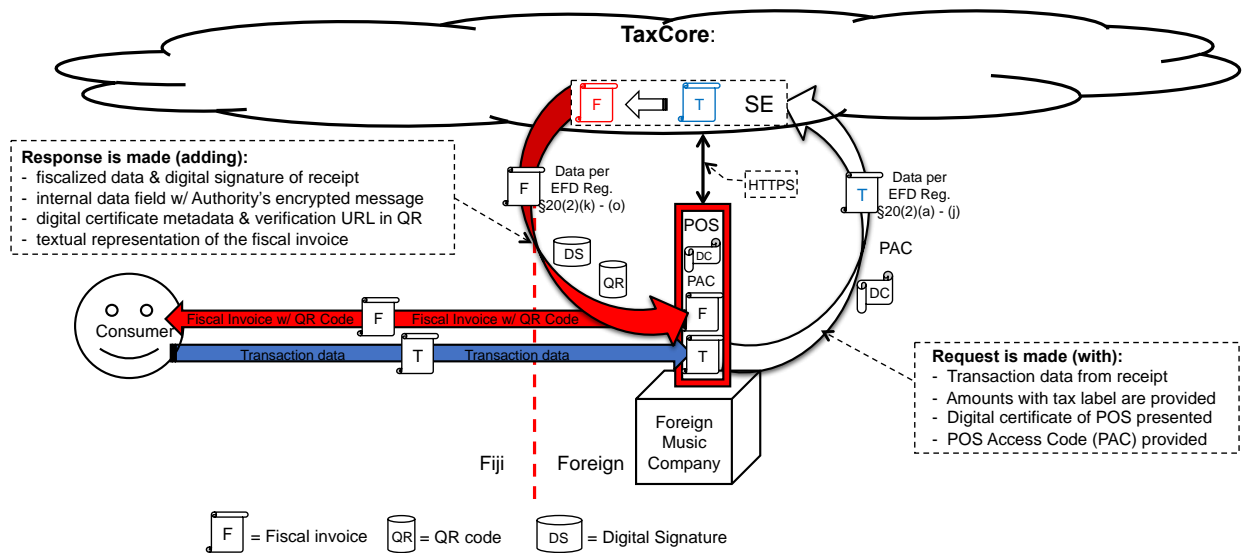 TaxCore:
F
T
SE
Response is made (adding):
- fiscalized data & digital signature of receipt
- internal data field w/ Authority's encrypted message
- digital certificate metadata & verification URL in QR
- textual representation of the fiscal invoice
F
Data per
EFD Reg.
§20(2)(k) - (o)
HTTPS
Data per
EFD Reg.
§20(2)(a) - (j)
T
DS
QR
POS
DC
PAC
F
T
PAC
DC
Consumer
Fiscal Invoice w/ QR Code
F
Fiscal Invoice w/ QR Code
Transaction data
T
Transaction data
Request is made (with):
- Transaction data from receipt
- Amounts with tax label are provided
- Digital certificate of POS presented
- POS Access Code (PAC) provided
Foreign
Music
Company
Fiji
Foreign
F = Fiscal invoice
QR = QR code
DS = Digital Signature